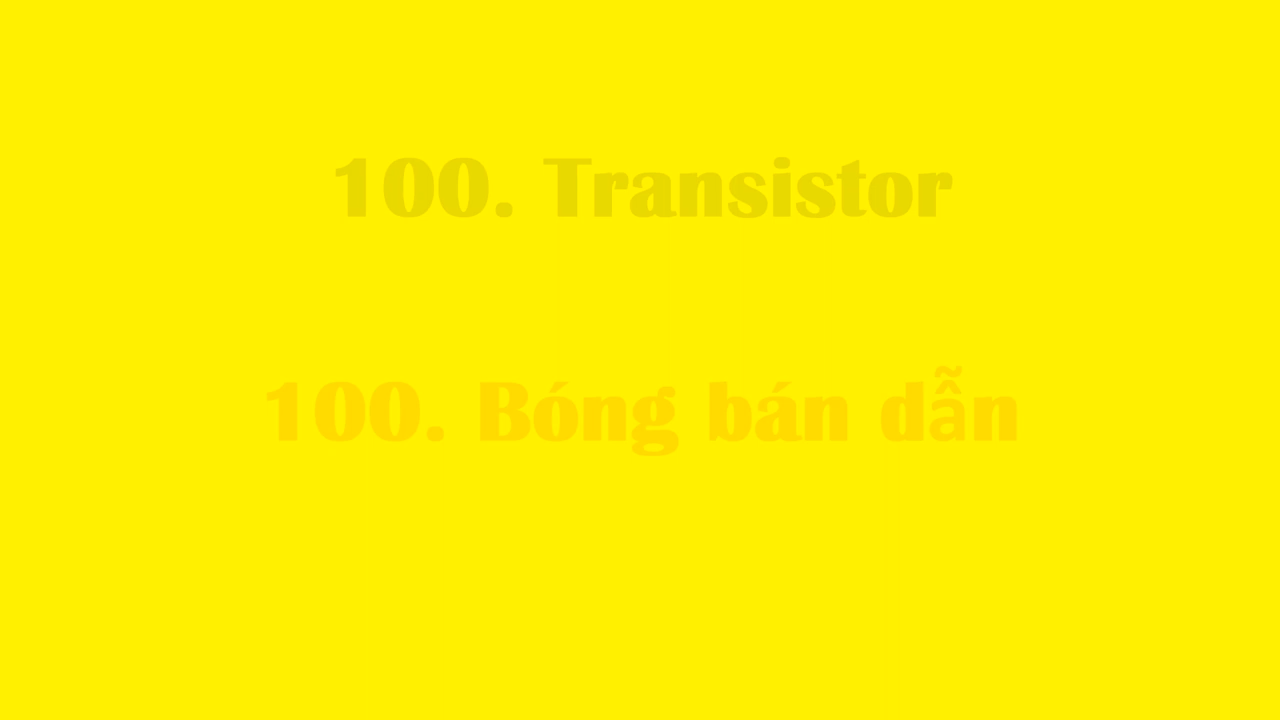 100. Transistor
100. Bóng bán dẫn